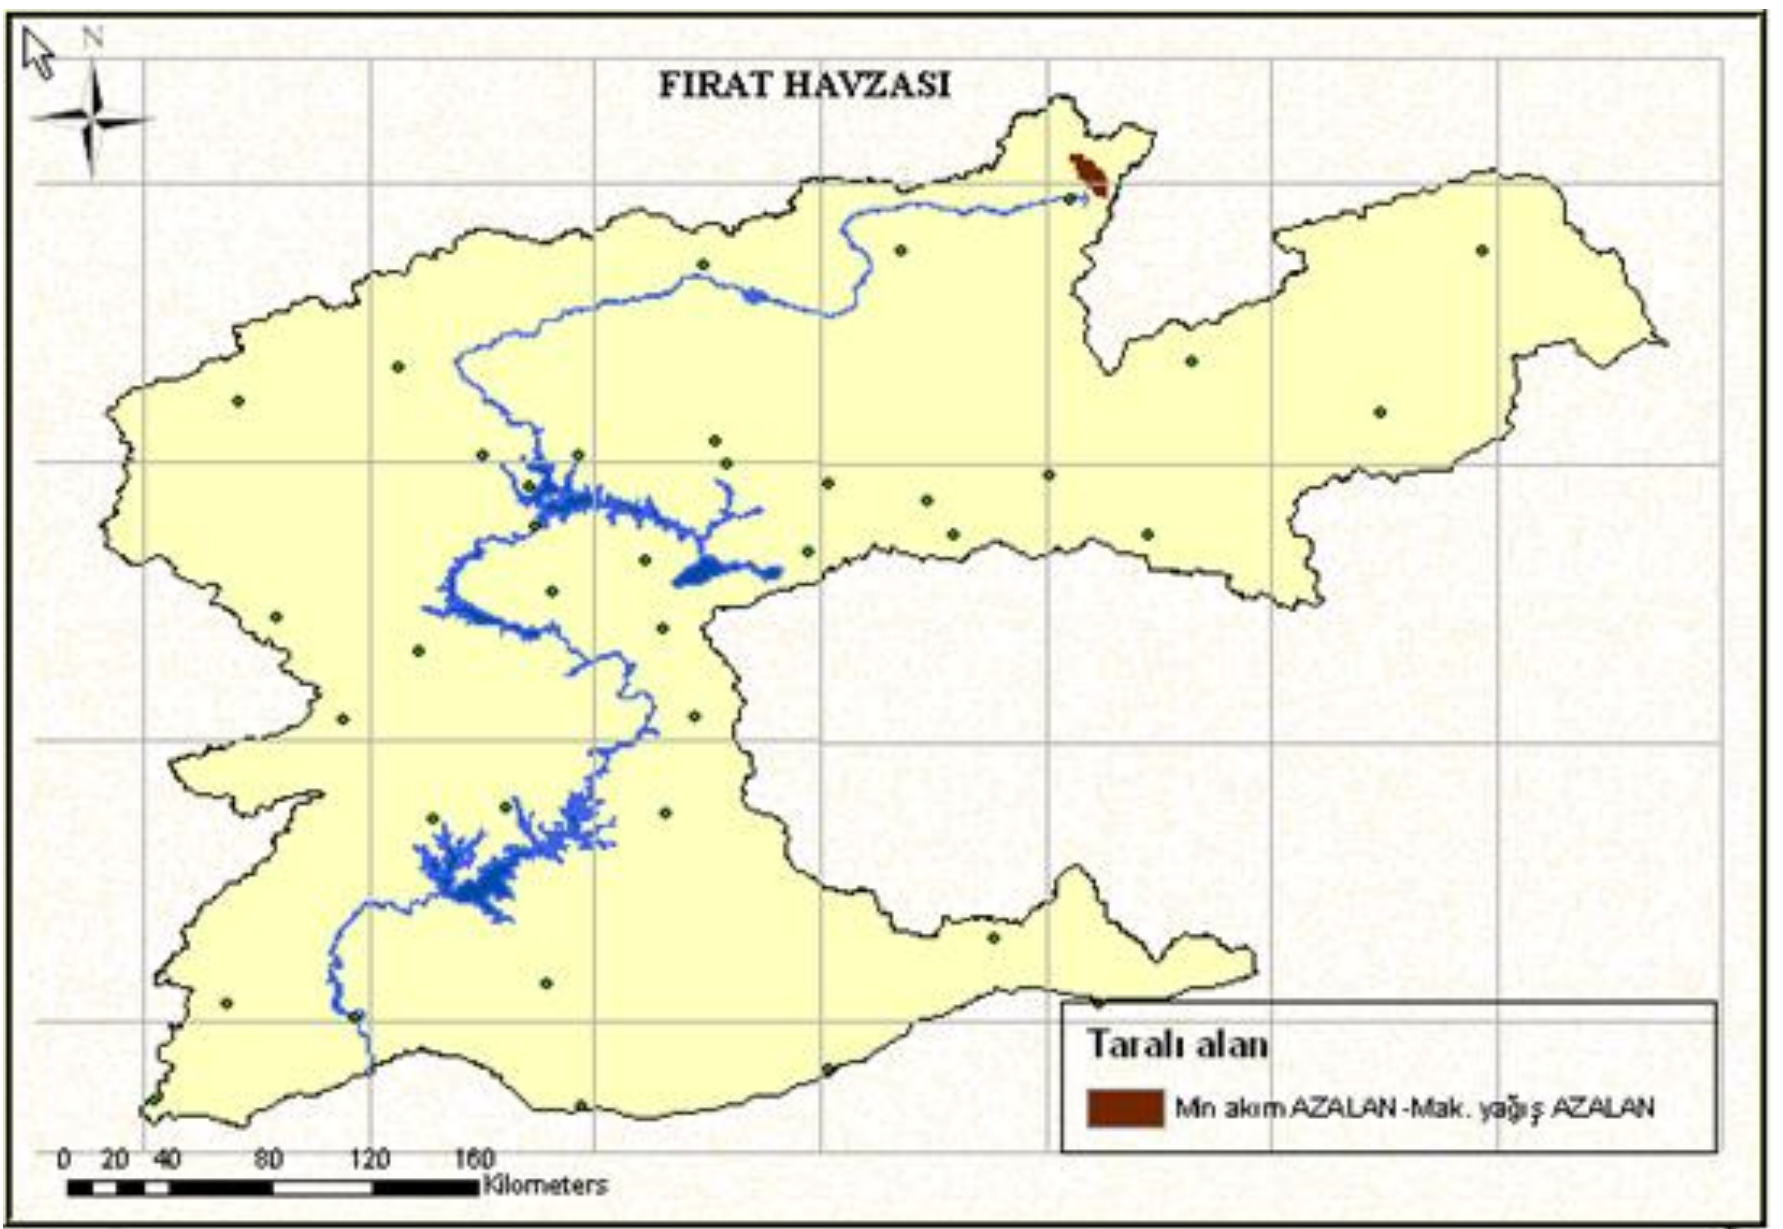 N
FIRAT HAVZASI
Taralı alan
Min akım AZALAN -Mak. yağış AZALAN
0 20 40 80 120 160
Kilometers